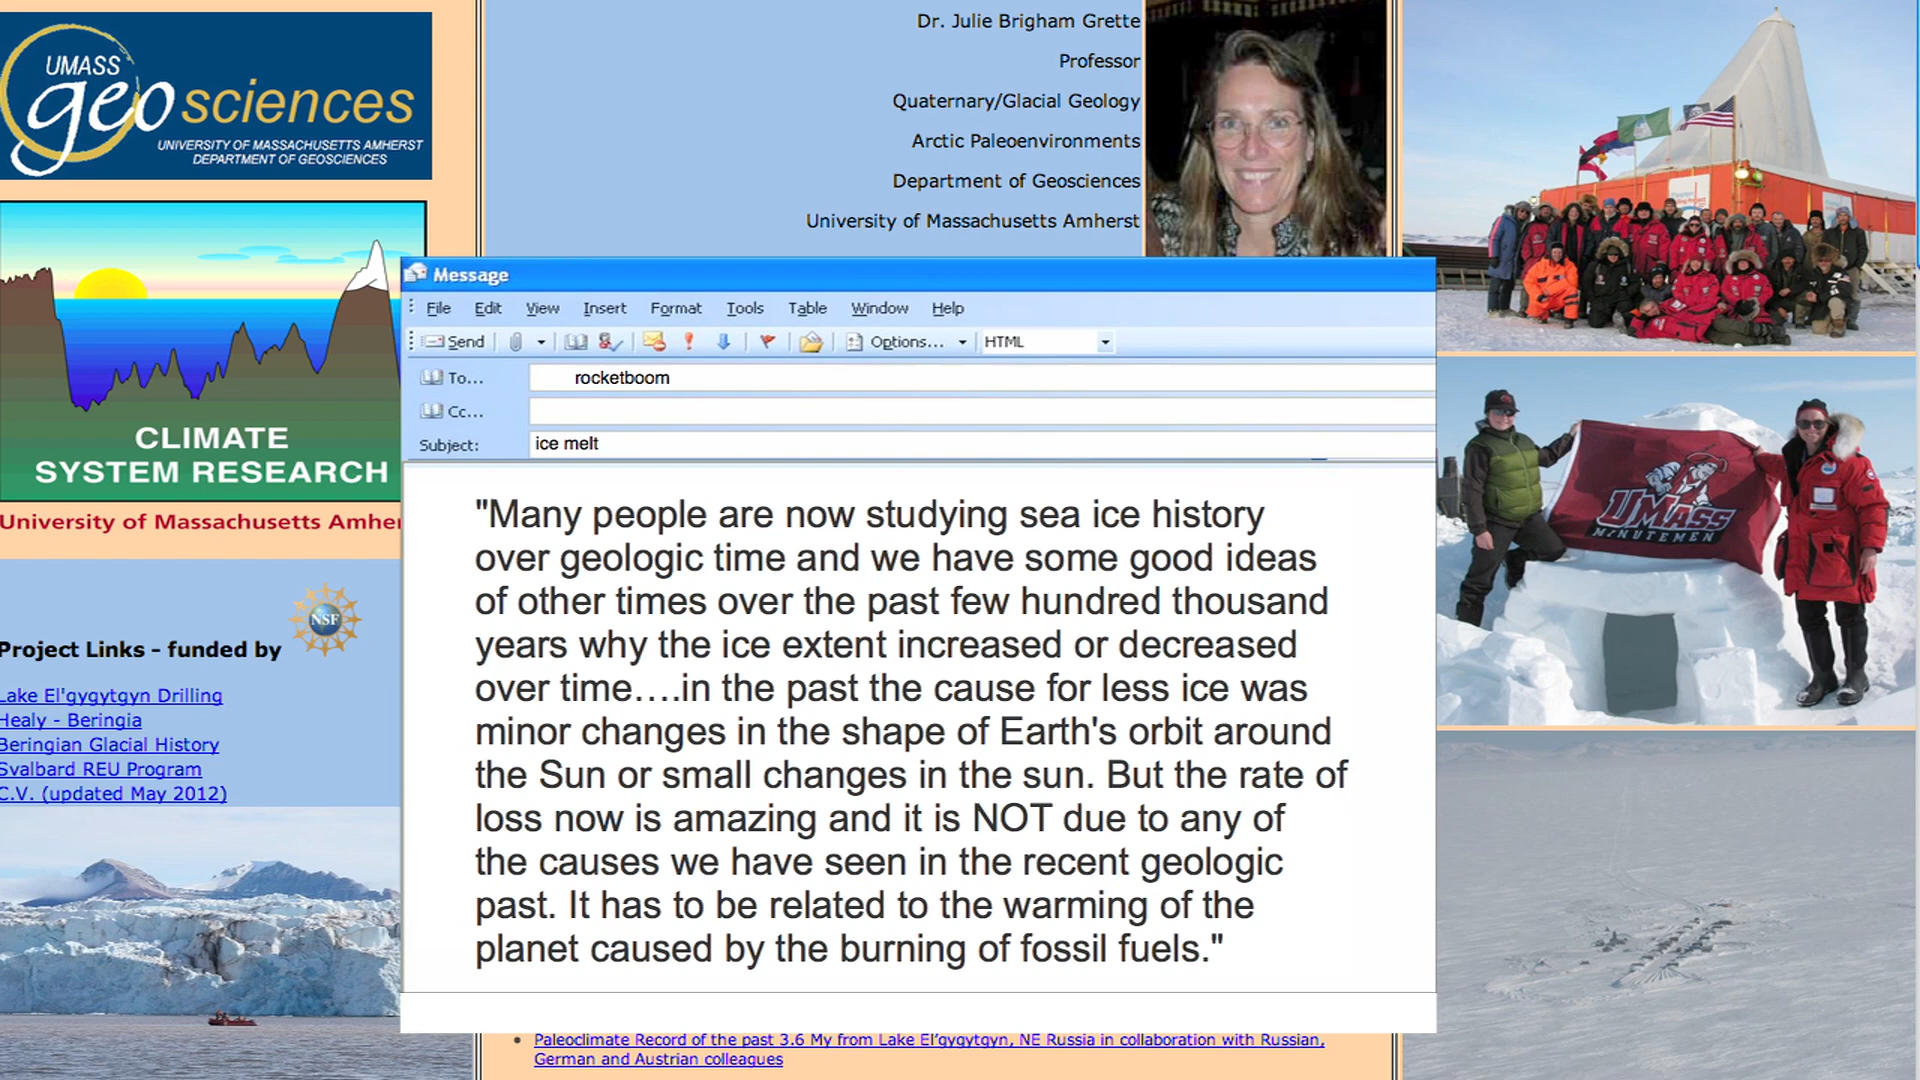 UMASS
geosciences
UNIVERSITY OF MASSACHUSETTS AMHERST
DEPARTMENT OF GEOSCIENCES
CLIMATE
SYSTEM RESEARCH
University of Massachusetts Amher
NSF
Project Links - funded by
Lake El'gygytgyn Drilling
Healy - Beringia
Beringian Glacial History
Svalbard REU Program
C.V. (updated May 2012)
Dr. Julie Brigham Grette
Professor
Quaternary/Glacial Geology
Arctic Paleoenvironments
Department of Geosciences
University of Massachusetts Amherst
Message
File Edit View Insert Format Tools Table Window Help
Send Options... HTML
To... rocketboom
Cc...
Subject: ice melt
"Many people are now studying sea ice history
over geologic time and we have some good ideas
of other times over the past few hundred thousand
years why the ice extent increased or decreased
over time....in the past the cause for less ice was
minor changes in the shape of Earth's orbit around
the Sun or small changes in the sun. But the rate of
loss now is amazing and it is NOT due to any of
the causes we have seen in the recent geologic
past. It has to be related to the warming of the
planet caused by the burning of fossil fuels."
Paleoclimate Record of the past 3.6 My from Lake El'gygytgyn, NE Russia in collaboration with Russian,
German and Austrian colleagues
UMASS
MINUTEMEN